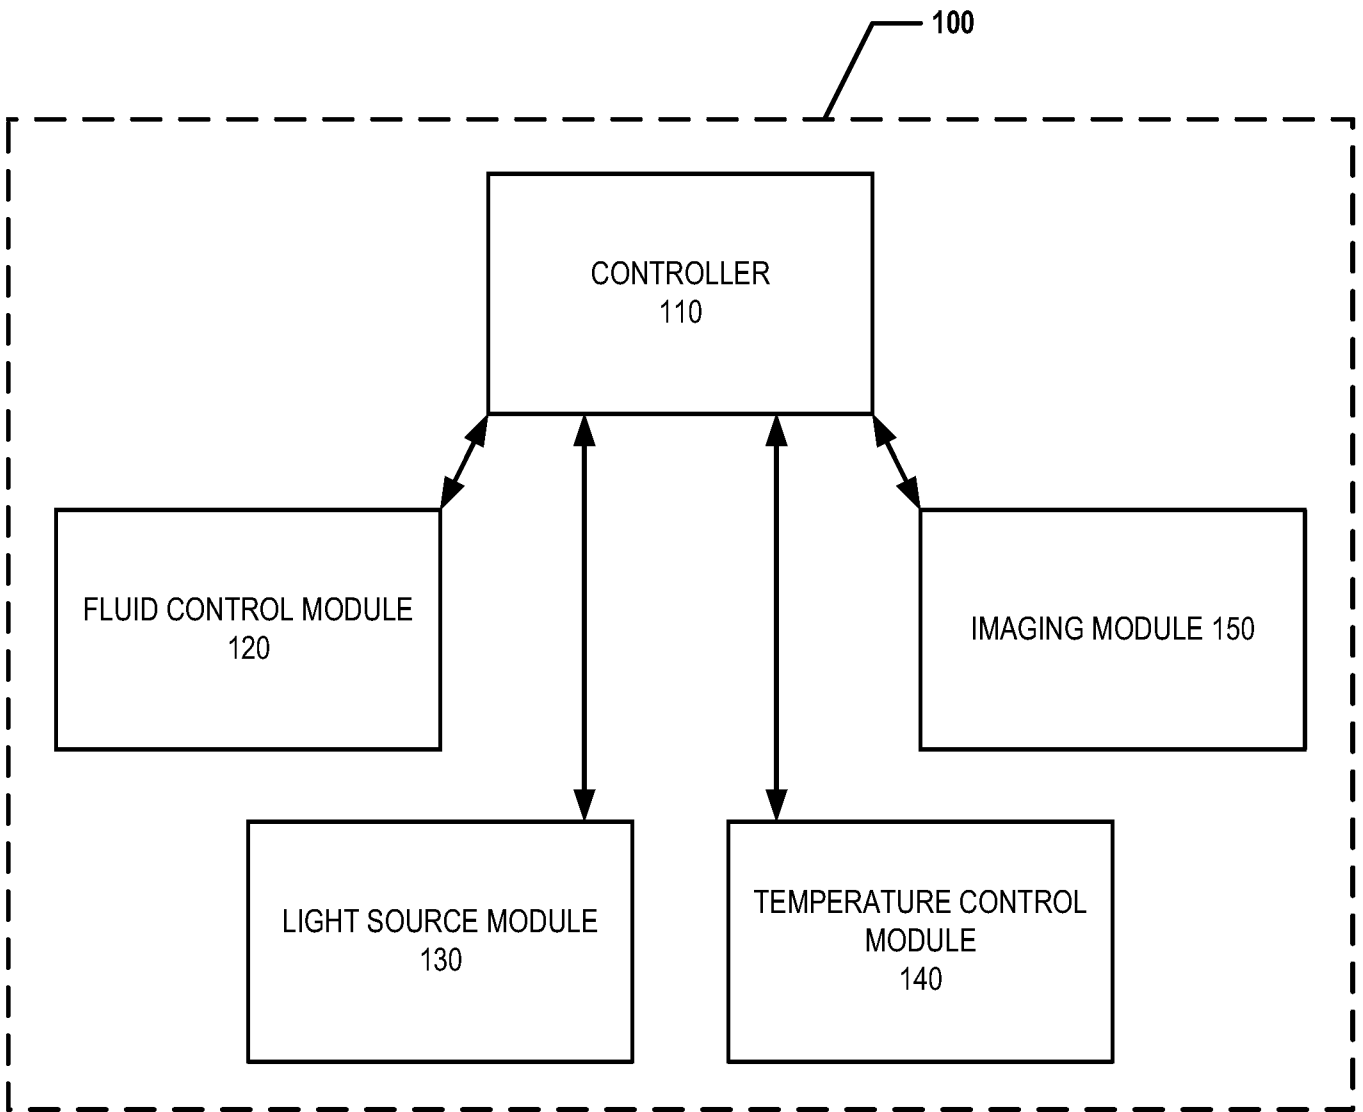 100
CONTROLLER
110
FLUID CONTROL MODULE
120
IMAGING MODULE 150
LIGHT SOURCE MODULE
130
TEMPERATURE CONTROL
MODULE
140